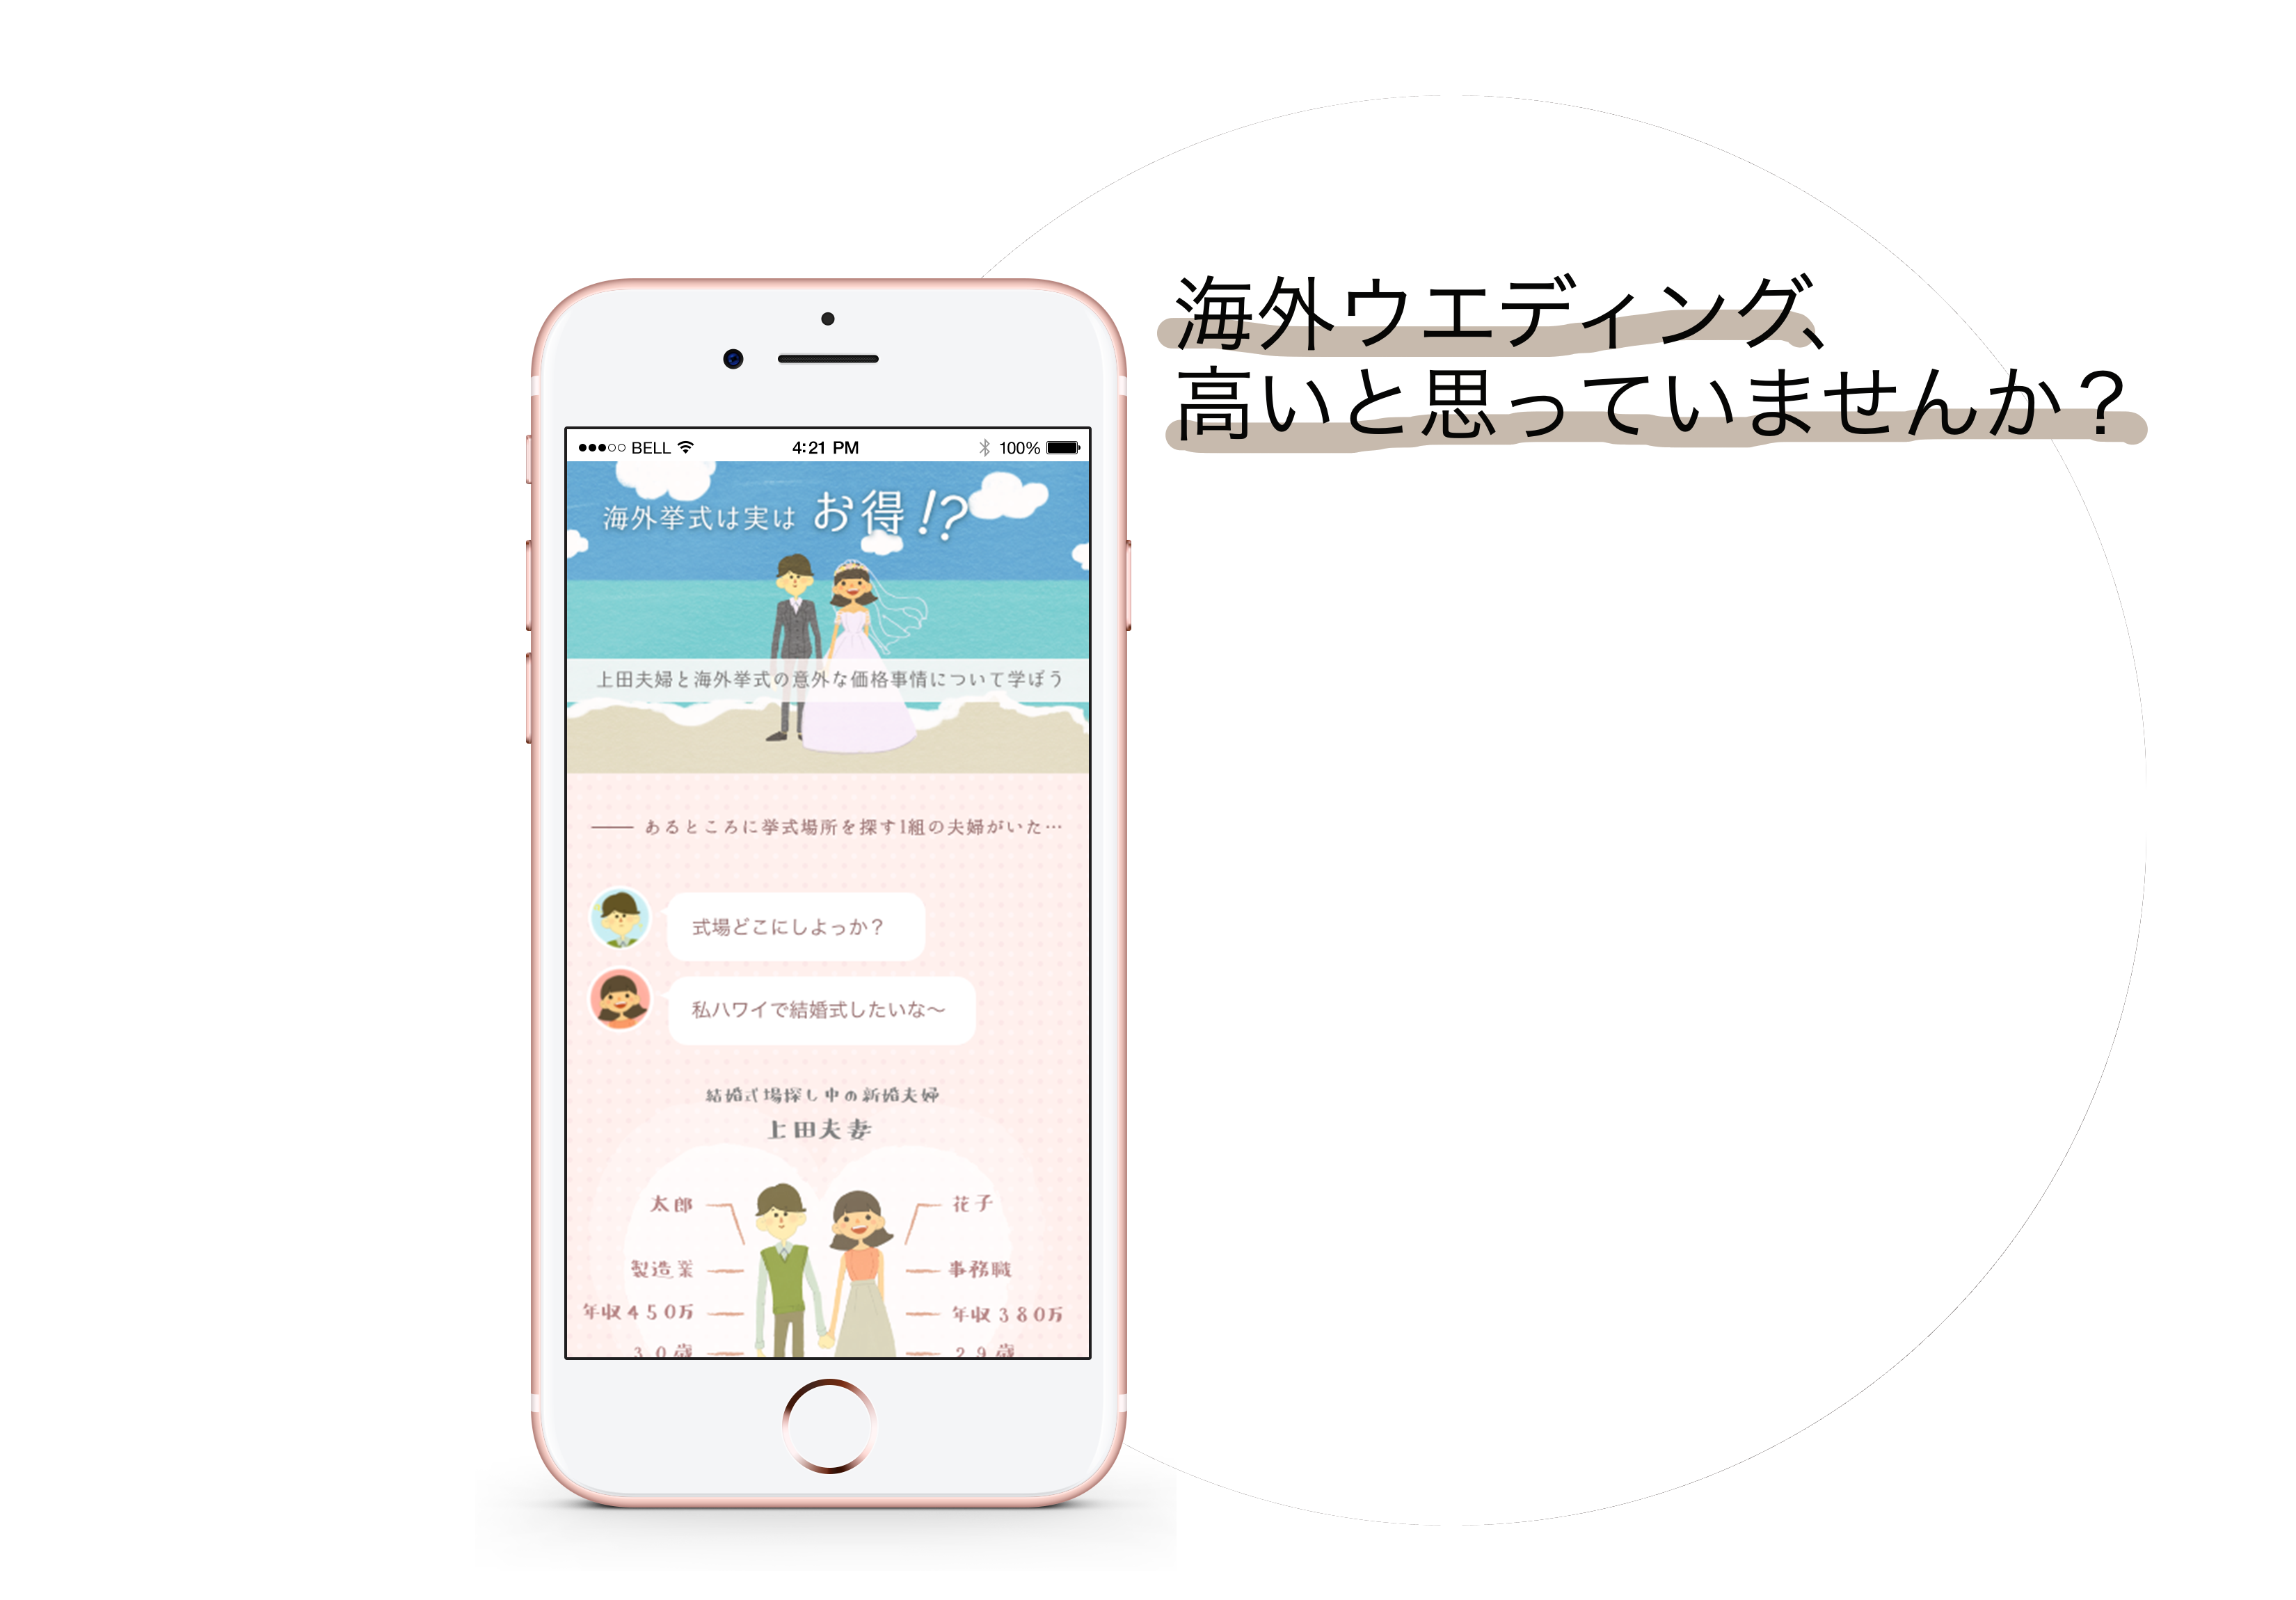 海外ウエディング、
高いと思っていませんか？
BELL 4:21 PM 100%
海外挙式は実は お得!?
上田夫婦と海外挙式の意外な価格事情について学ぼう
あるところに挙式場所を探す1組の夫婦がいた…
式場どこにしよっか？
私ハワイで結婚式したいな〜
結婚式場探し中の新婚夫婦
上田夫妻
太郎 花子
製造業 事務職
年収450万 年収380万
30歳 29歳